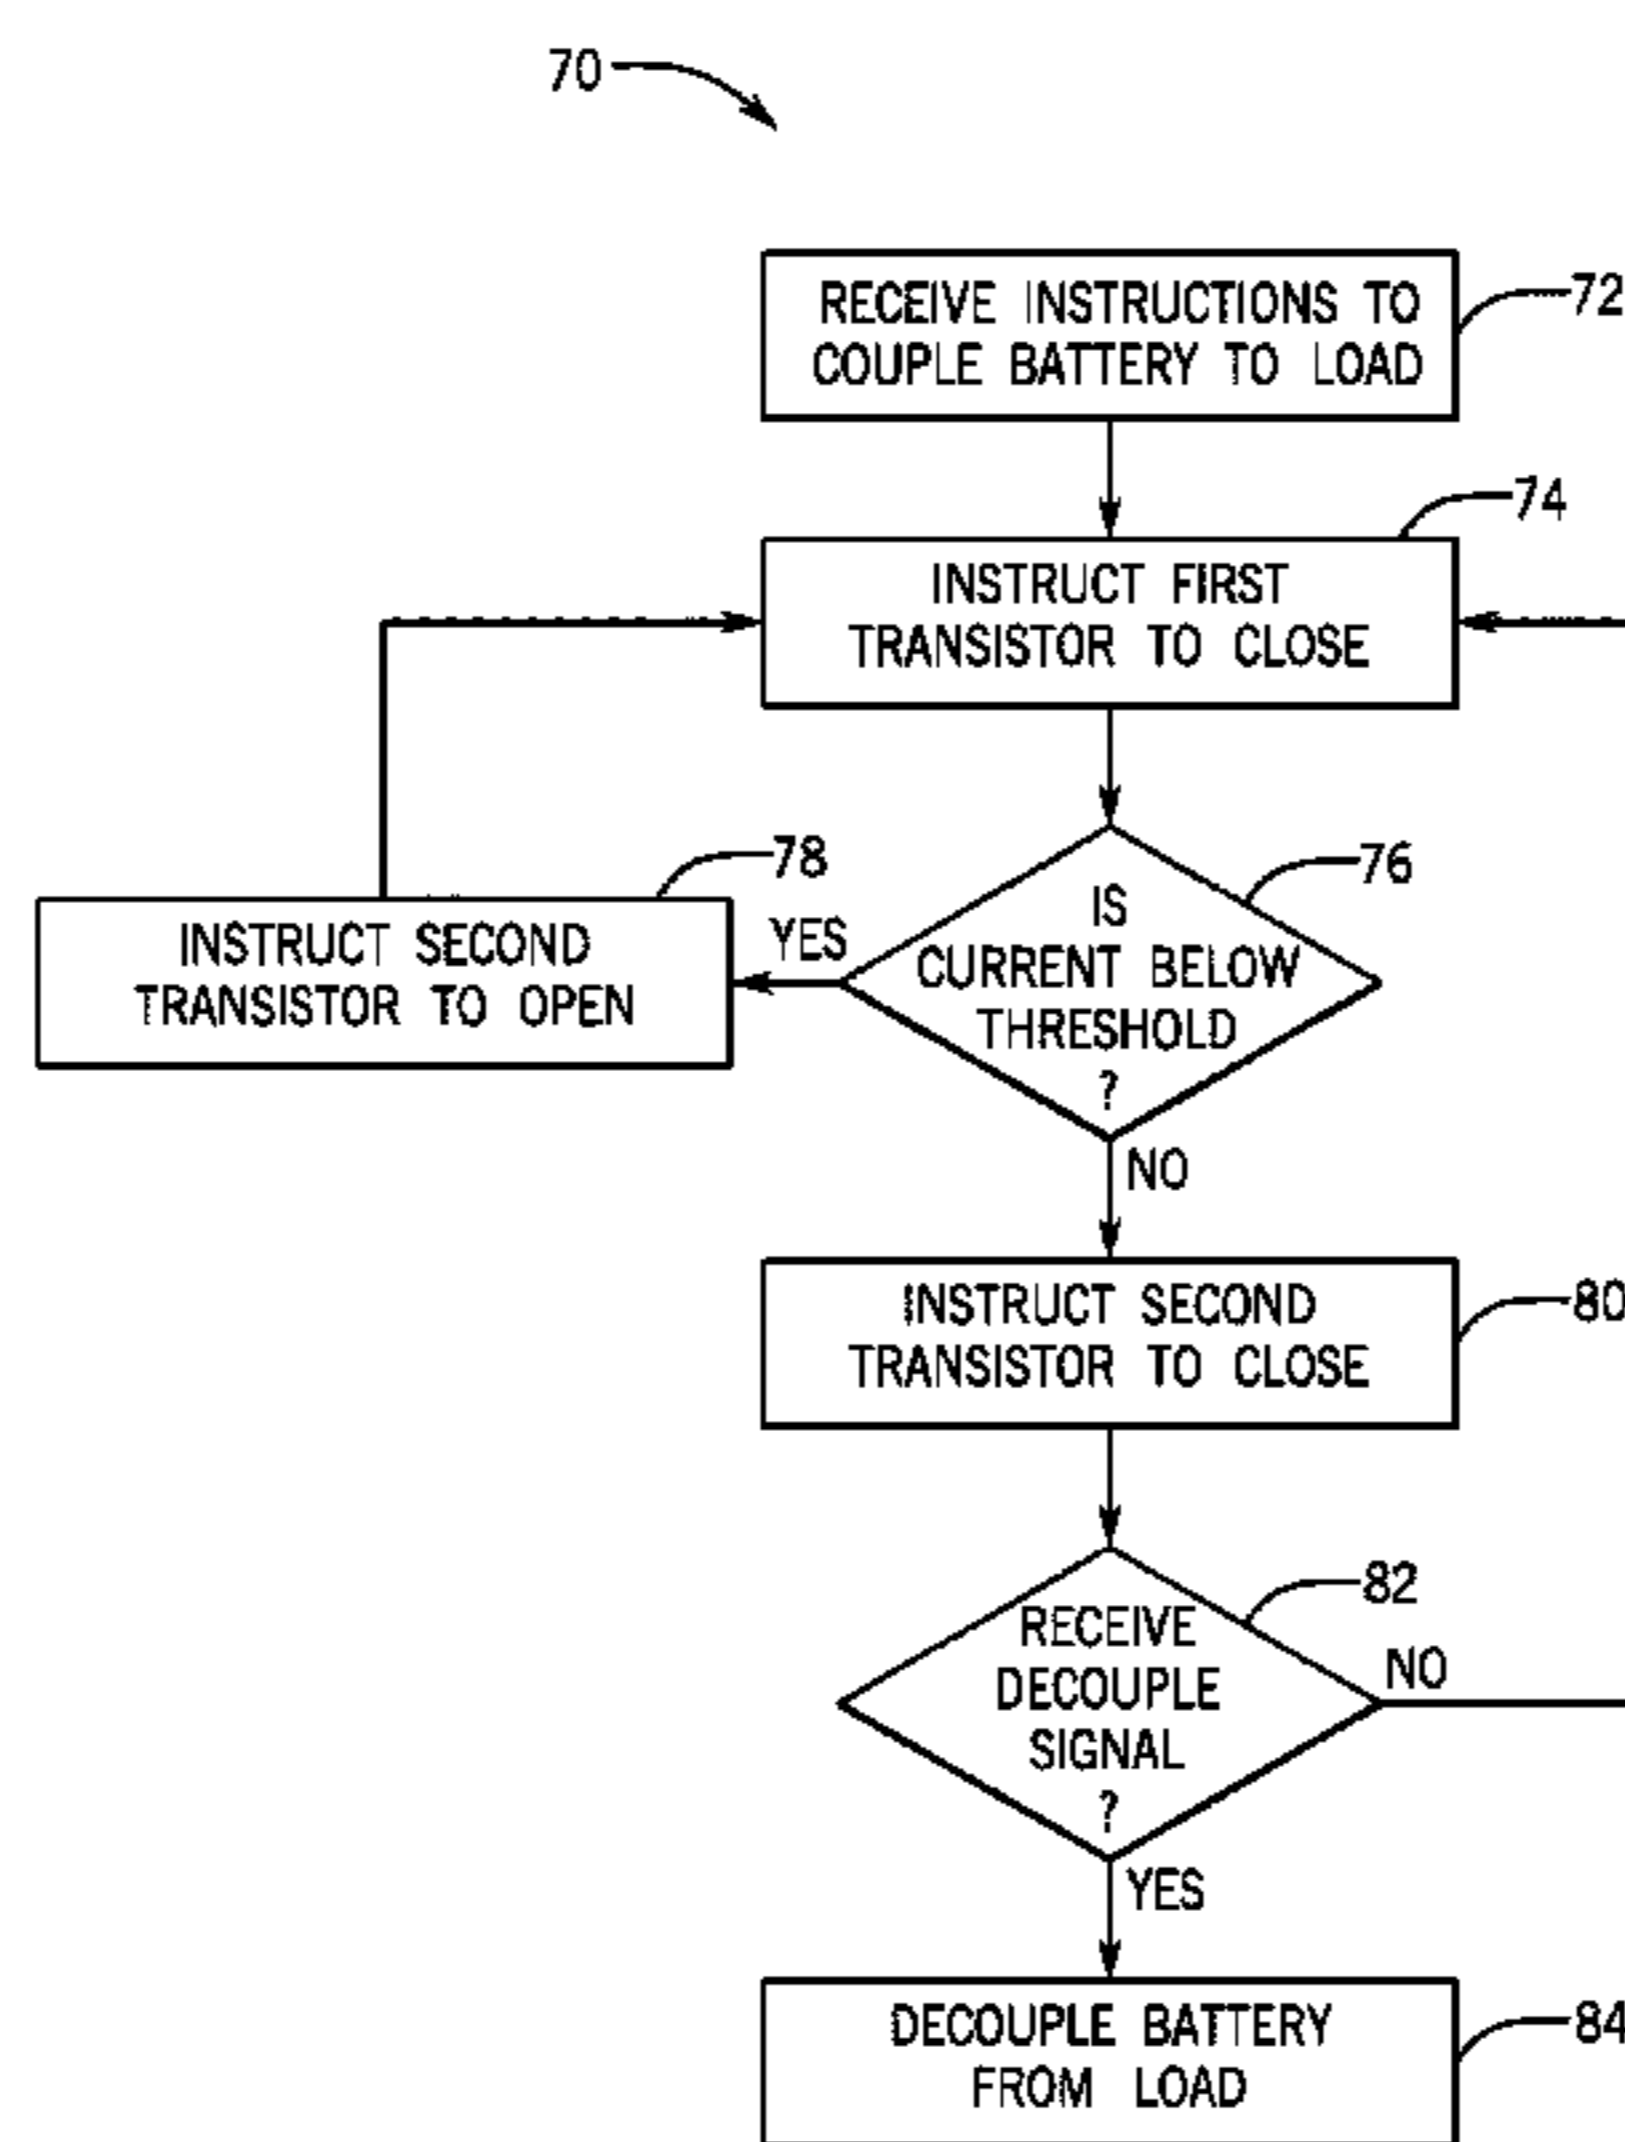 70
RECEIVE INSTRUCTIONS TO
COUPLE BATTERY TO LOAD
72
74
INSTRUCT FIRST
TRANSISTOR TO CLOSE
78
INSTRUCT SECOND
TRANSISTOR TO OPEN
YES
76
IS
CURRENT BELOW
THRESHOLD
?
NO
INSTRUCT SECOND
TRANSISTOR TO CLOSE
80
82
RECEIVE
DECOUPLE
SIGNAL
?
NO
YES
DECOUPLE BATTERY
FROM LOAD
84